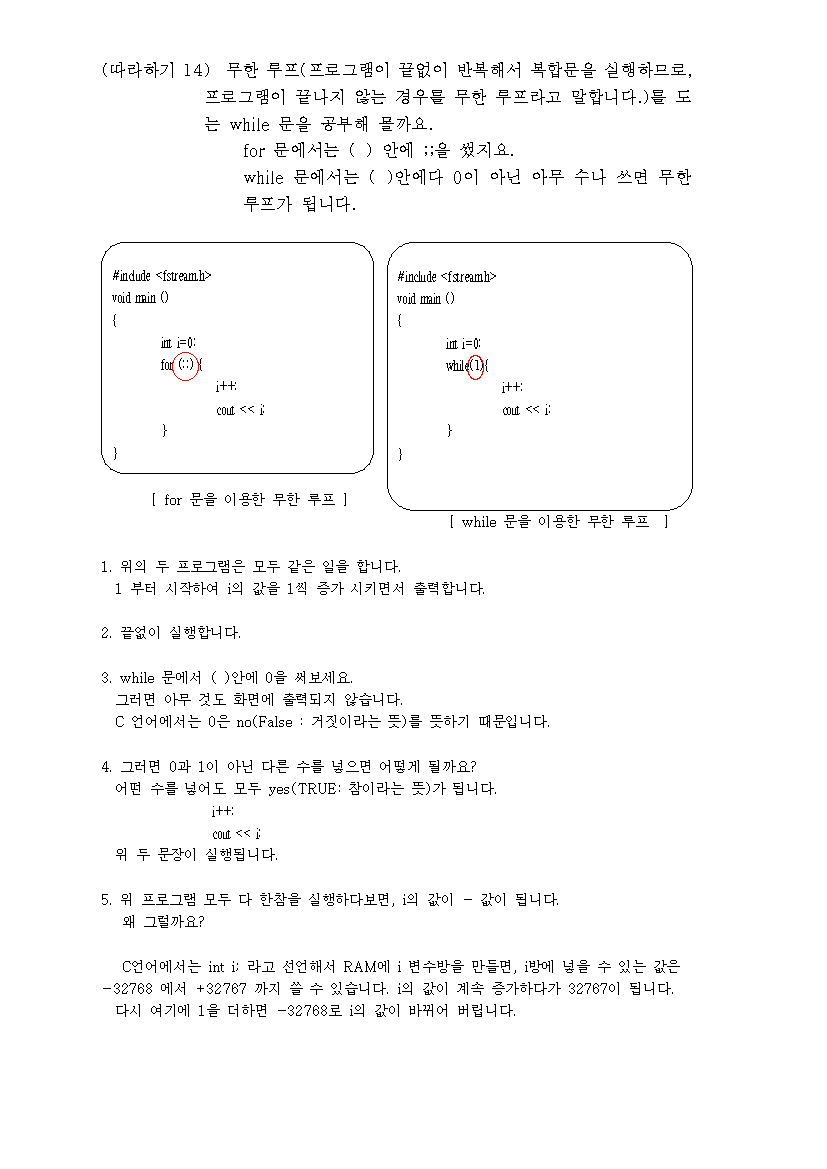 (따라하기 14) 무한 루프(프로그램이 끝없이 반복해서 복합문을 실행하므로,
프로그램이 끝나지 않는 경우를 무한 루프라고 말합니다.)를 도
는 while 문을 공부해 볼까요.
for 문에서는 ( ) 안에 ;;을 썼지요.
while 문에서는 ( )안에다 0이 아닌 아무 수나 쓰면 무한
루프가 됩니다.
#include <fstream.h>
void main ()
{
int i=0;
for (;;) {
i++;
cout << i;
}
}
[ for 문을 이용한 무한 루프 ]
#include <fstream.h>
void main ()
{
int i=0;
while(1){
i++;
cout << i;
}
}
[ while 문을 이용한 무한 루프 ]
1. 위의 두 프로그램은 모두 같은 일을 합니다.
1 부터 시작하여 i의 값을 1씩 증가 시키면서 출력합니다.
2. 끝없이 실행합니다.
3. while 문에서 ( )안에 0을 써보세요.
그러면 아무 것도 화면에 출력되지 않습니다.
C 언어에서는 0은 no(False : 거짓이라는 뜻)를 뜻하기 때문입니다.
4. 그러면 0과 1이 아닌 다른 수를 넣으면 어떻게 될까요?
어떤 수를 넣어도 모두 yes(TRUE: 참이라는 뜻)가 됩니다.
i++;
cout << i;
위 두 문장이 실행됩니다.
5. 위 프로그램 모두 다 한참을 실행하다보면, i의 값이 - 값이 됩니다.
왜 그럴까요?
C언어에서는 int i; 라고 선언해서 RAM에 i 변수방을 만들면, i방에 넣을 수 있는 값은
-32768 에서 +32767 까지 쓸 수 있습니다. i의 값이 계속 증가하다가 32767이 됩니다.
다시 여기에 1을 더하면 -32768로 i의 값이 바뀌어 버립니다.